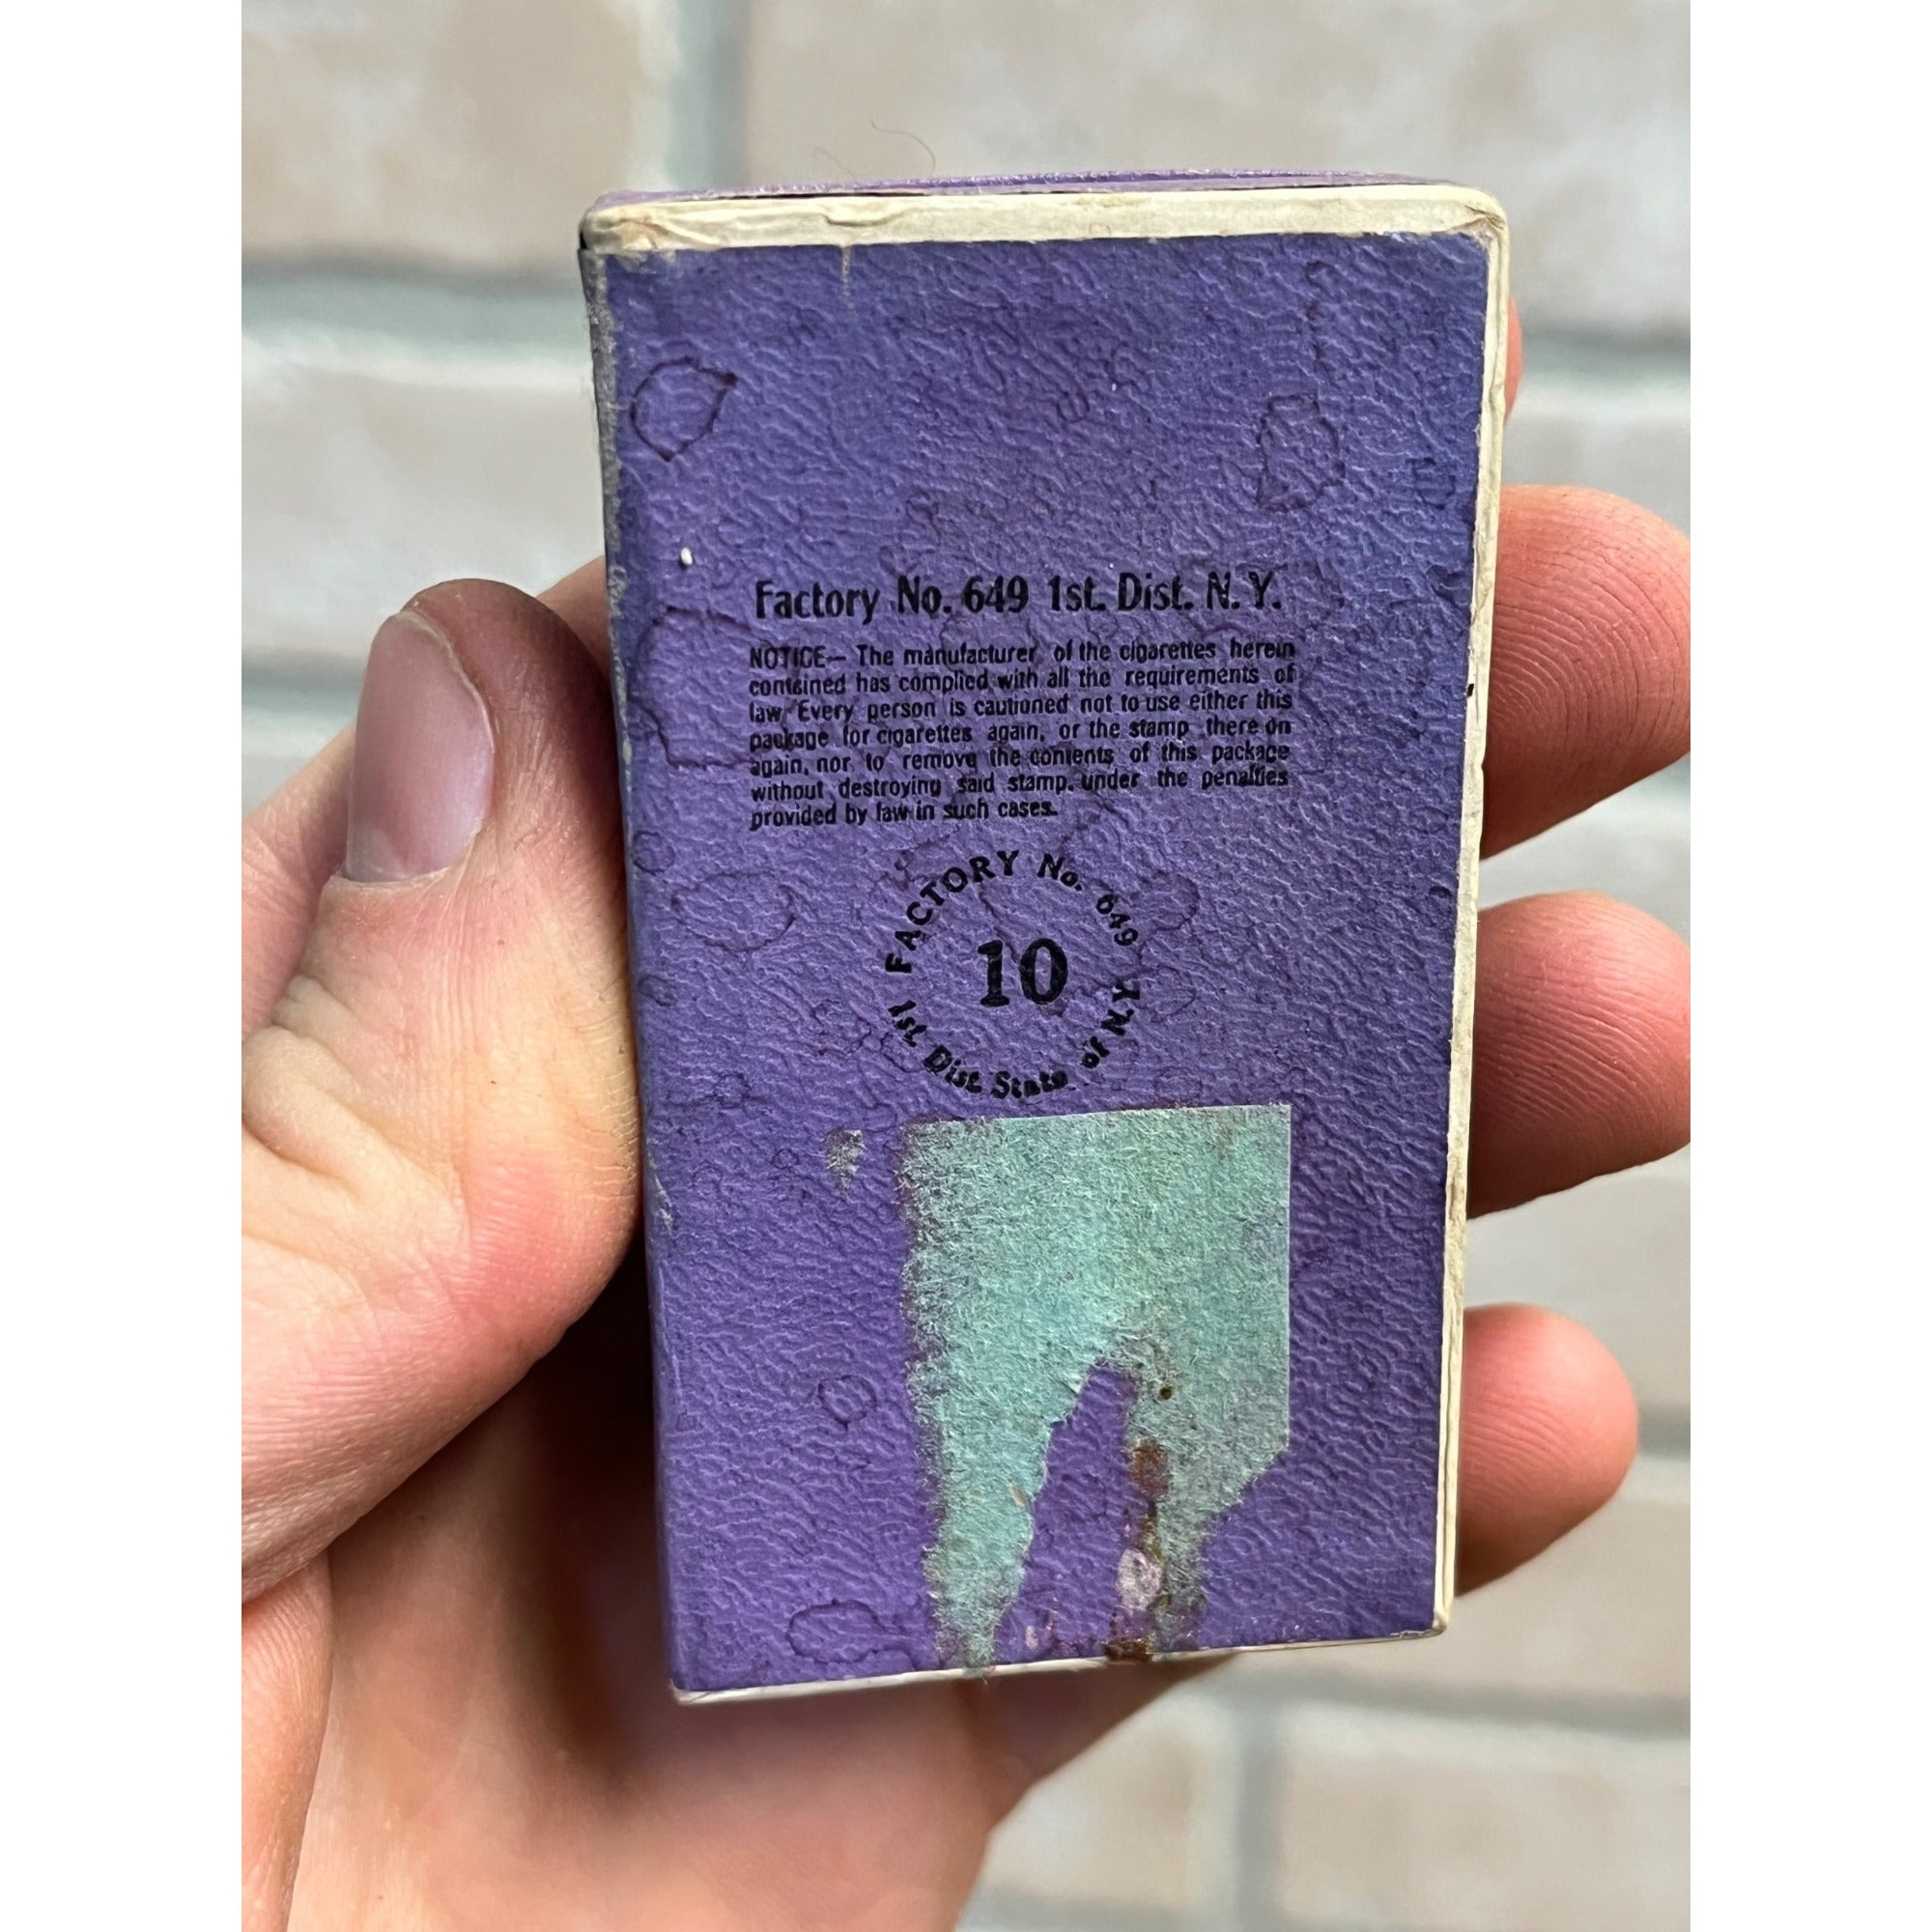 Factory No. 649 1st. Dist. N.Y.
NOTICE— The manufacturer of the cigarettes herein
contained has complied with all the requirements of
law. Every person is cautioned not to use either this
package for cigarettes again, or the stamp there on
again, nor to remove the contents of this package
without destroying said stamp, under the penalties
provided by law in such cases.
FACTORY No. 649
10
1st. Dist. State of N.Y.